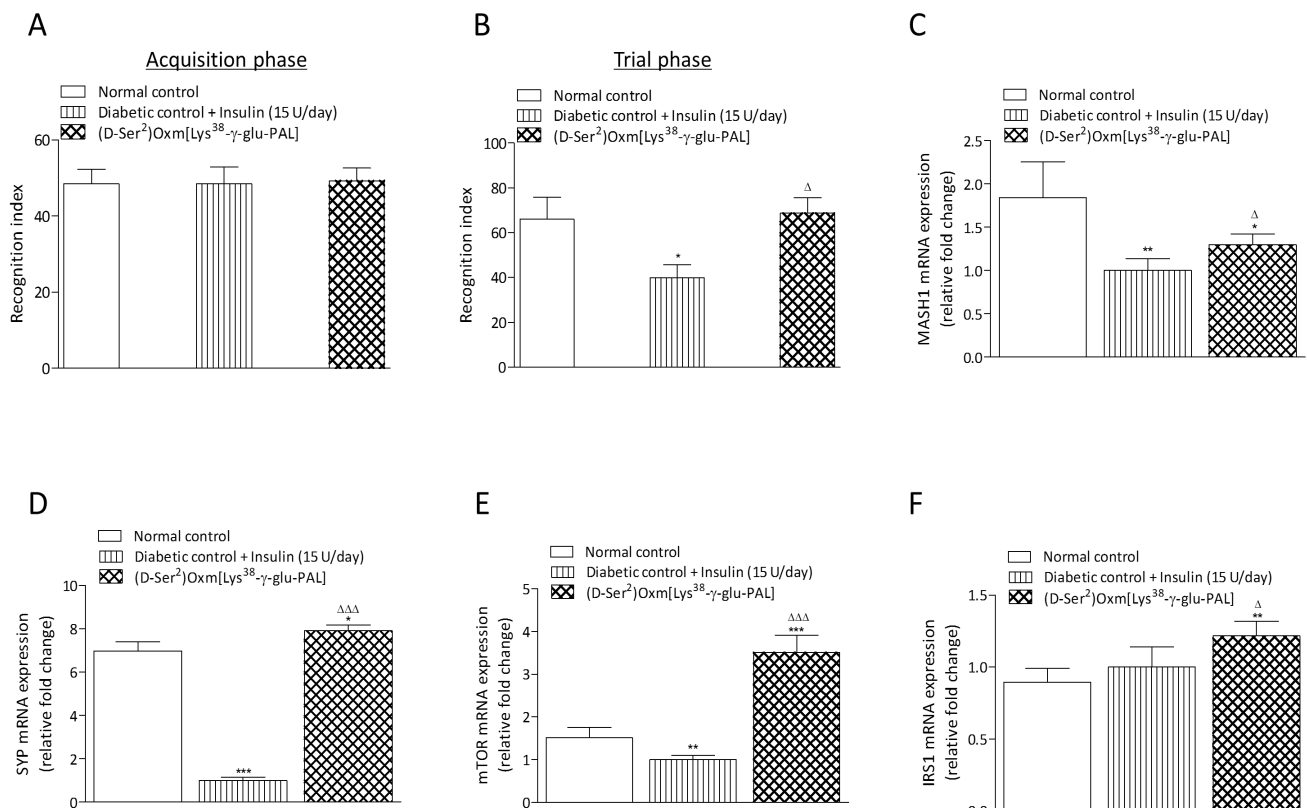 A
Acquisition phase
Normal control
Diabetic control + Insulin (15 U/day)
(D-Ser²)Oxm[Lys³⁸-γ-glu-PAL]
Recognition index
60
40
20
0
B
Trial phase
Normal control
Diabetic control + Insulin (15 U/day)
(D-Ser²)Oxm[Lys³⁸-γ-glu-PAL]
Recognition index
100
80
60
40
20
0
*
Δ
C
Normal control
Diabetic control + Insulin (15 U/day)
(D-Ser²)Oxm[Lys³⁸-γ-glu-PAL]
MASH1 mRNA expression
(relative fold change)
2.5
2.0
1.5
1.0
0.5
0.0
**
Δ
*
D
Normal control
Diabetic control + Insulin (15 U/day)
(D-Ser²)Oxm[Lys³⁸-γ-glu-PAL]
SYP mRNA expression
(relative fold change)
10
8
6
4
2
0
***
ΔΔΔ
*
E
Normal control
Diabetic control + Insulin (15 U/day)
(D-Ser²)Oxm[Lys³⁸-γ-glu-PAL]
mTOR mRNA expression
(relative fold change)
5
4
3
2
1
0
**
ΔΔΔ
***
F
Normal control
Diabetic control + Insulin (15 U/day)
(D-Ser²)Oxm[Lys³⁸-γ-glu-PAL]
IRS1 mRNA expression
(relative fold change)
1.5
1.0
0.5
Δ
**